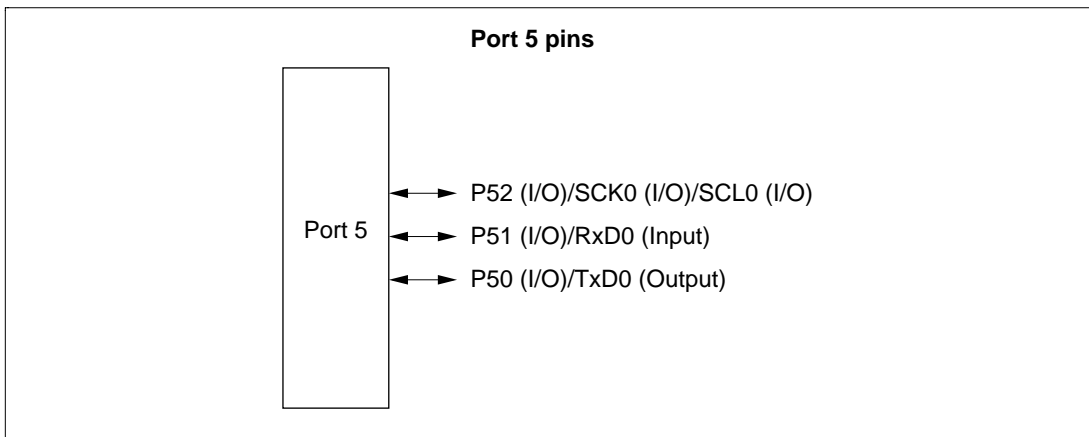 Port 5 pins
Port 5
P52 (I/O)/SCK0 (I/O)/SCL0 (I/O)
P51 (I/O)/RxD0 (Input)
P50 (I/O)/TxD0 (Output)